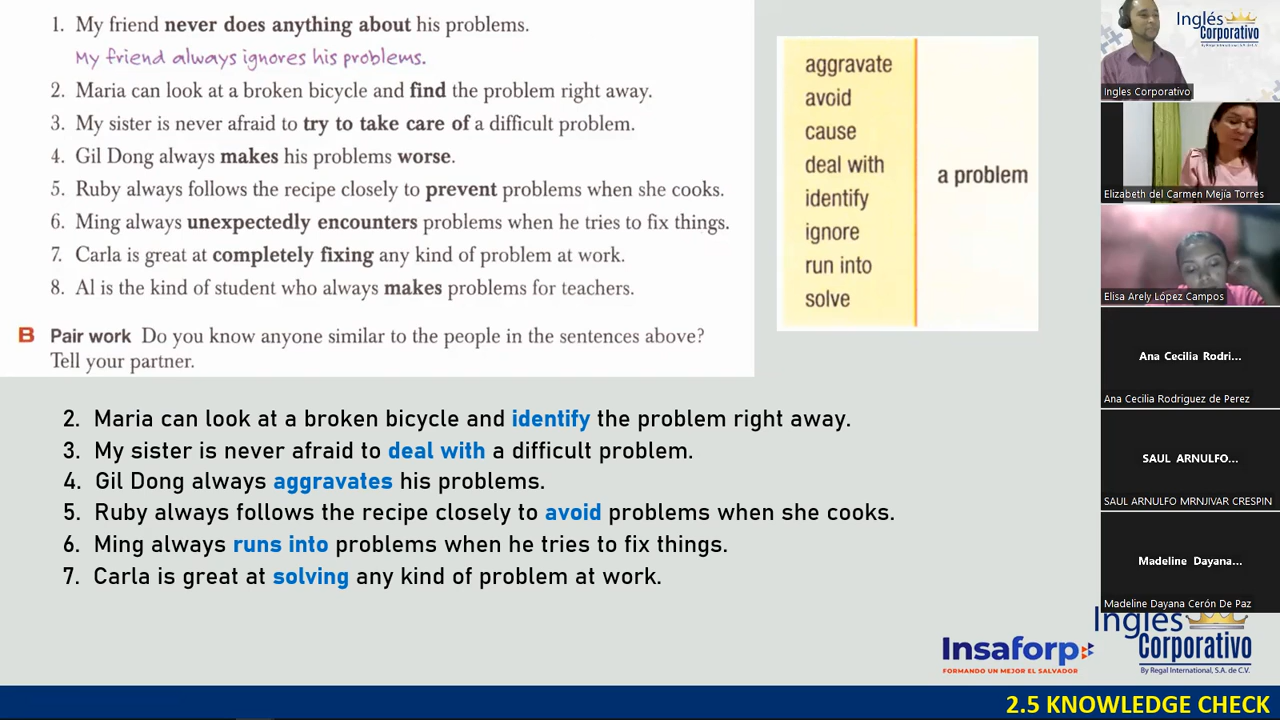 1. My friend never does anything about his problems.
My friend always ignores his problems.
2. Maria can look at a broken bicycle and find the problem right away.
3. My sister is never afraid to try to take care of a difficult problem.
4. Gil Dong always makes his problems worse.
5. Ruby always follows the recipe closely to prevent problems when she cooks.
6. Ming always unexpectedly encounters problems when he tries to fix things.
7. Carla is great at completely fixing any kind of problem at work.
8. Al is the kind of student who always makes problems for teachers.
B Pair work Do you know anyone similar to the people in the sentences above?
Tell your partner.
aggravate
avoid
cause
deal with
identify
ignore
run into
solve
a problem
2. Maria can look at a broken bicycle and identify the problem right away.
3. My sister is never afraid to deal with a difficult problem.
4. Gil Dong always aggravates his problems.
5. Ruby always follows the recipe closely to avoid problems when she cooks.
6. Ming always runs into problems when he tries to fix things.
7. Carla is great at solving any kind of problem at work.
Inglés
Corporativo
By Regal International, S.A. de C.V.
Ingles Corporativo
Elizabeth del Carmen Mejía Torres
Elisa Arely López Campos
Ana Cecilia Rodri...
Ana Cecilia Rodriguez de Perez
SAUL ARNULFO...
SAUL ARNULFO MRNJIVAR CRESPIN
Madeline Dayana...
Madeline Dayana Cerón De Paz
Insaforp
FORMANDO UN MEJOR EL SALVADOR
Inglés
Corporativo
By Regal International, S.A. de C.V.
2.5 KNOWLEDGE CHECK